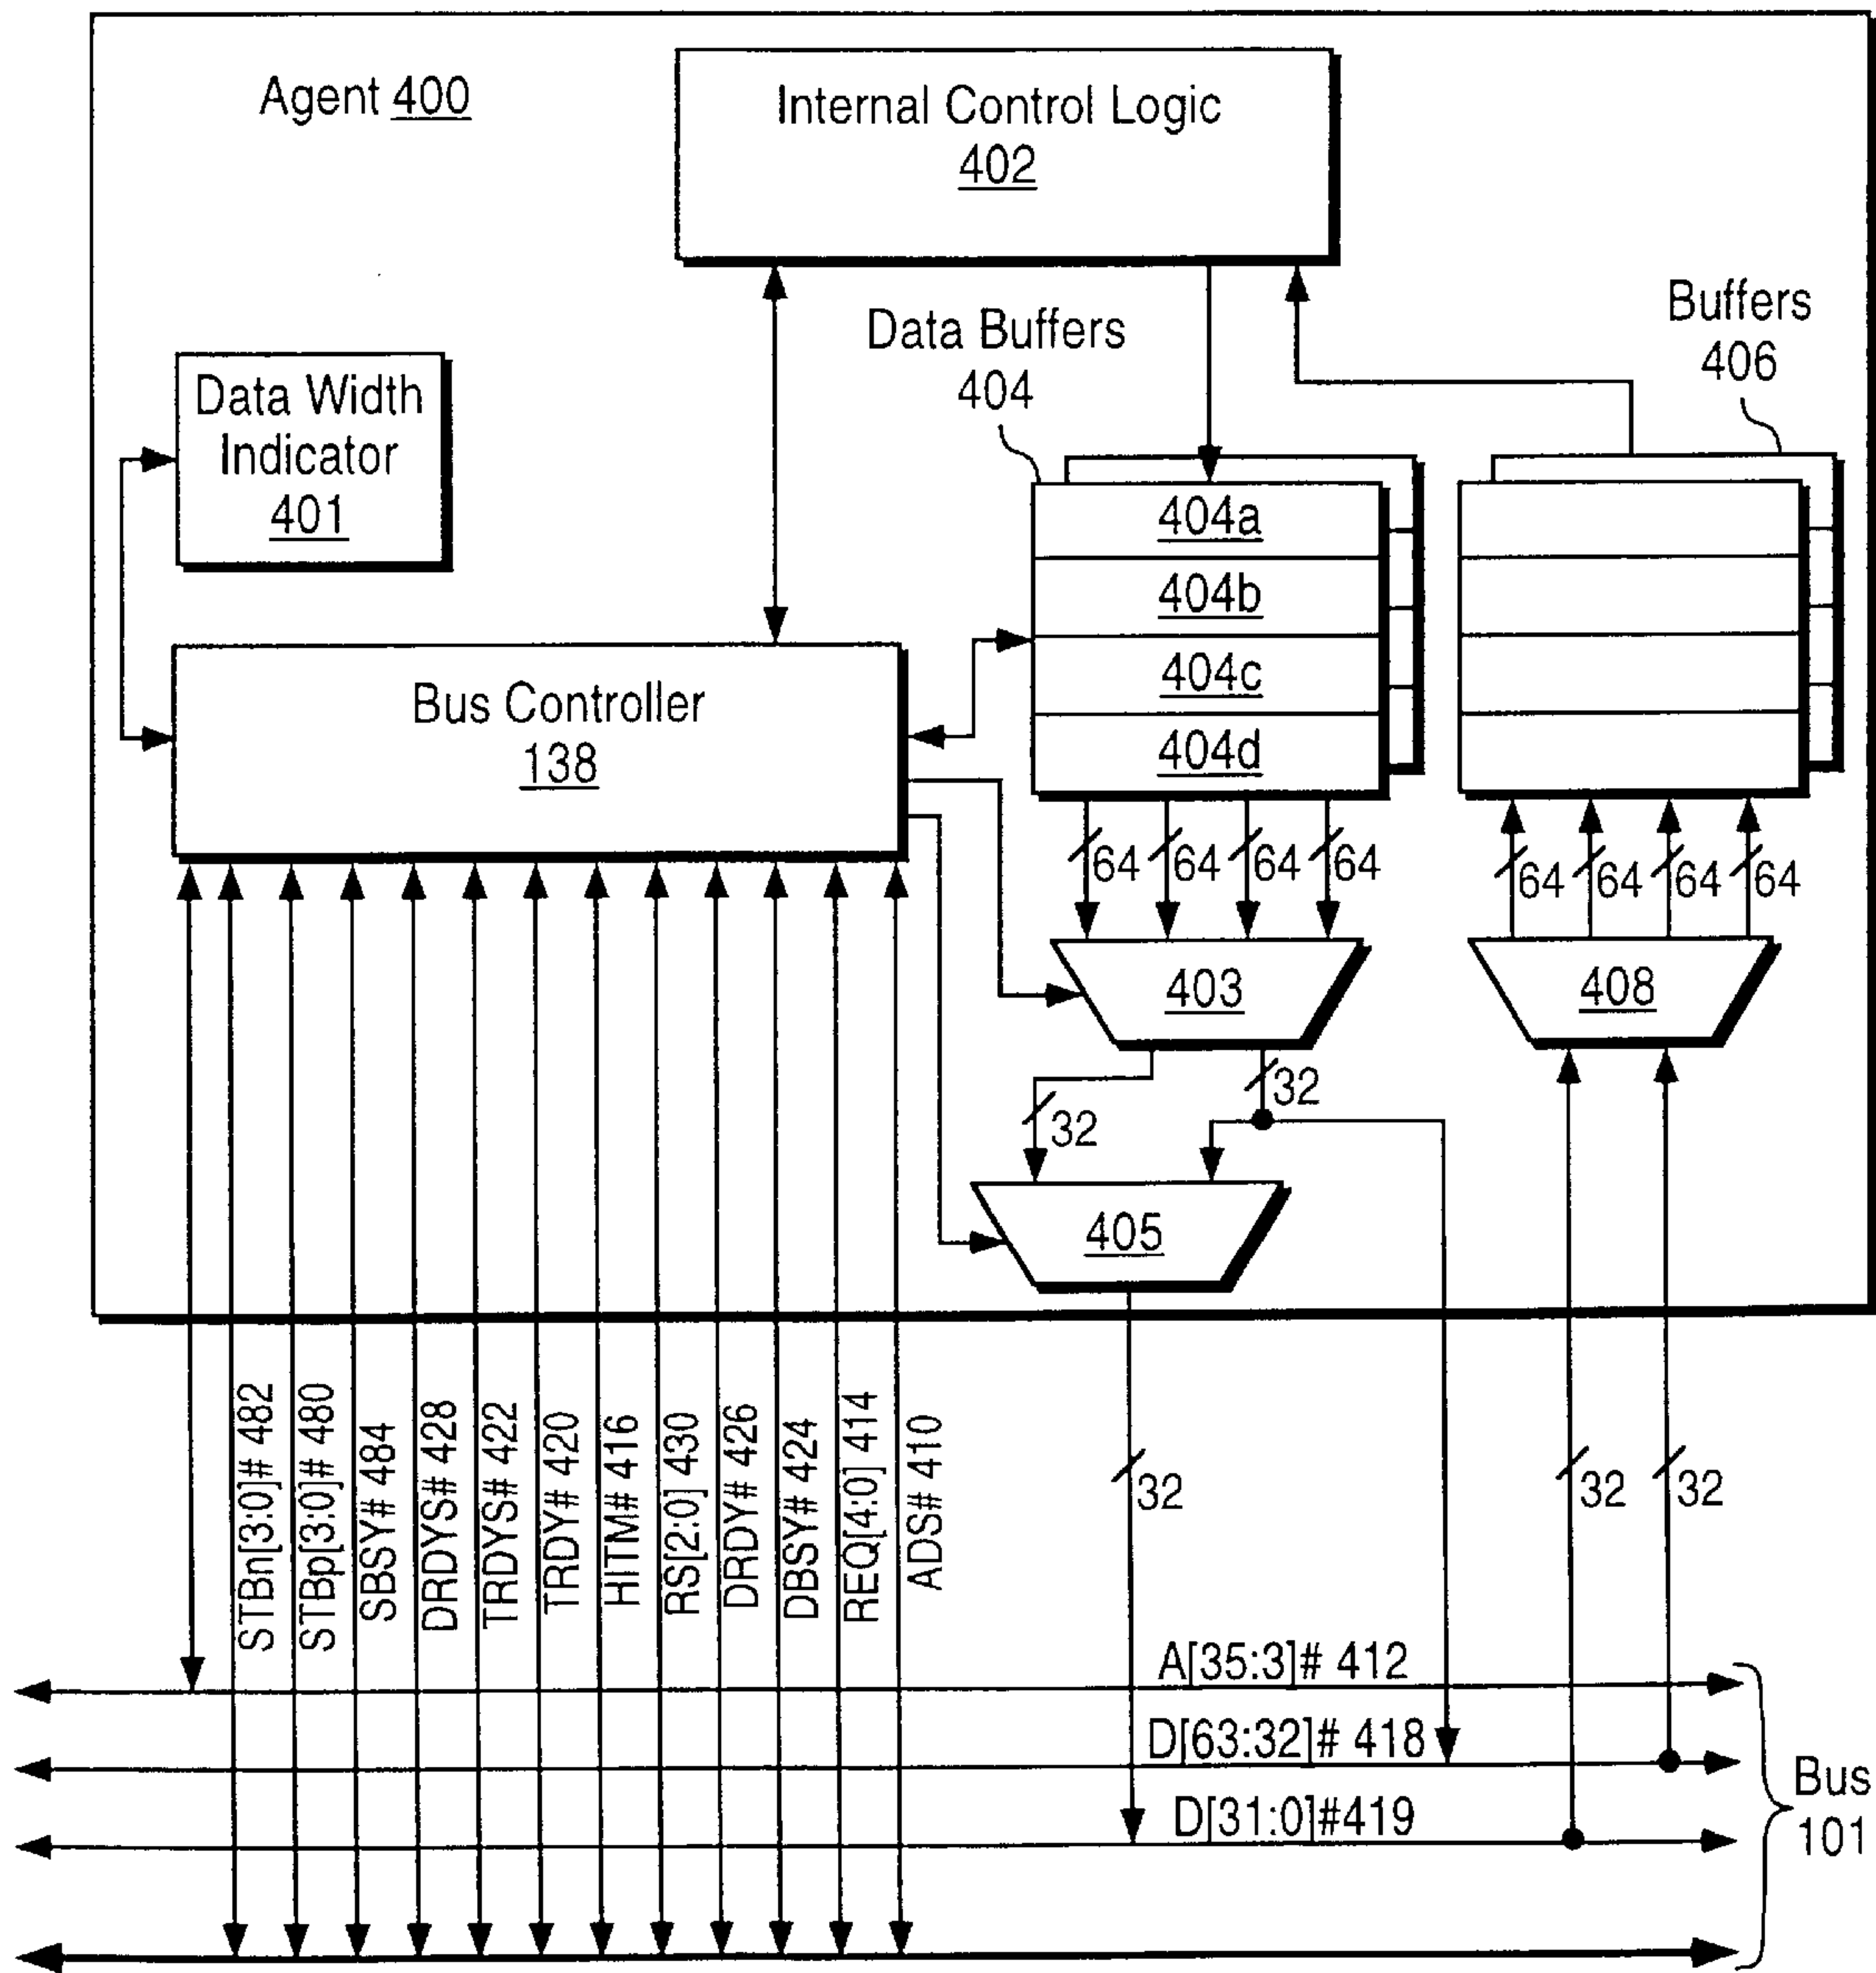 Agent 400
Internal Control Logic
402
Data Buffers
404
Buffers
406
Data Width
Indicator
401
404a
404b
404c
404d
Bus Controller
138
64
64
64
64
64
64
64
64
403
408
32
32
405
STBn[3:0]# 482
STBp[3:0]# 480
SBSY# 484
DRDYS# 428
TRDYS# 422
TRDY# 420
HITM# 416
RS[2:0] 430
DRDY# 426
DBSY# 424
REQ[4:0] 414
ADS# 410
32
32
32
A[35:3]# 412
D[63:32]# 418
D[31:0]#419
Bus
101